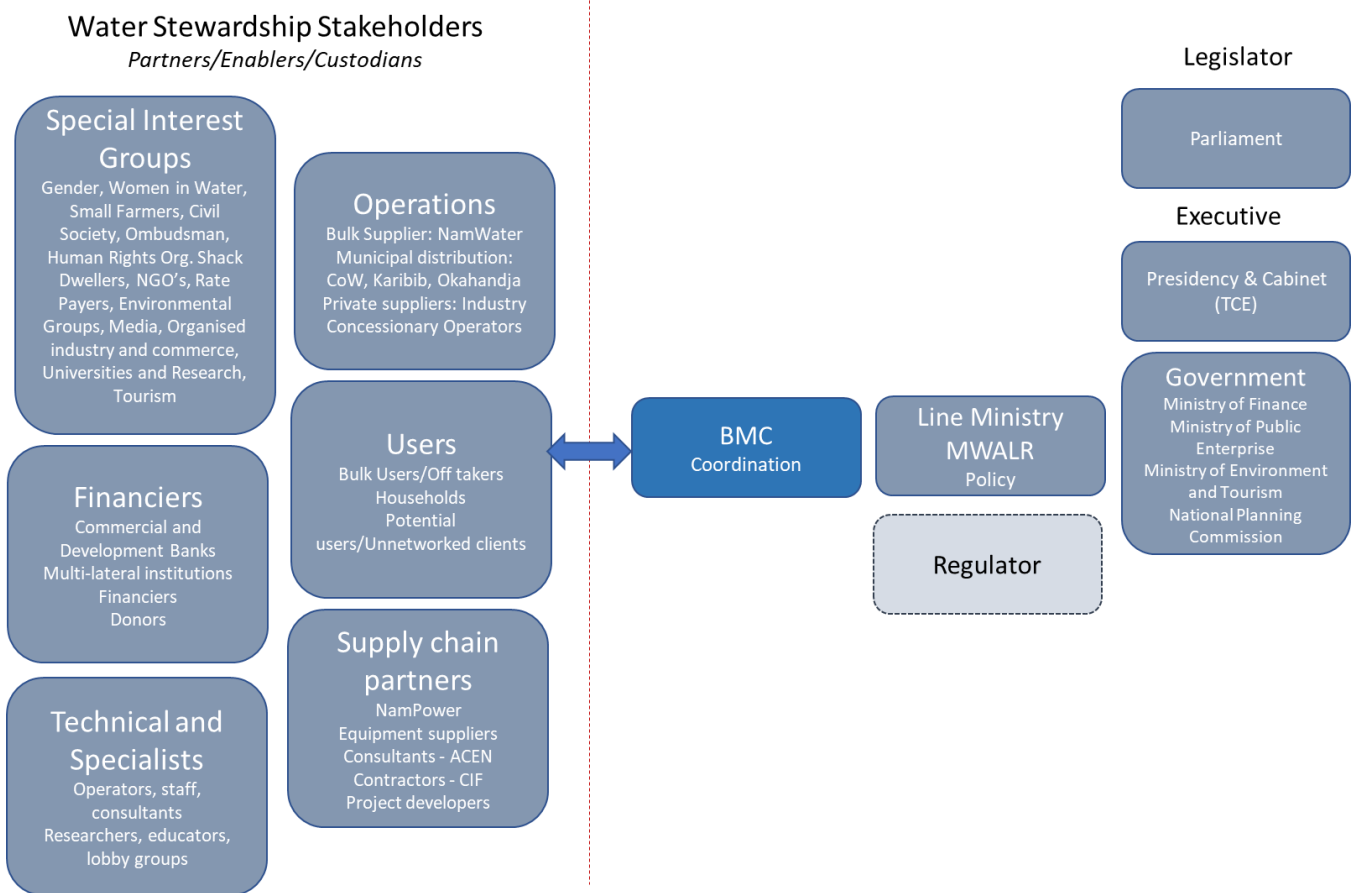 Water Stewardship Stakeholders
Partners/Enablers/Custodians
Special Interest
Groups
Gender, Women in Water,
Small Farmers, Civil
Society, Ombudsman,
Human Rights Org. Shack
Dwellers, NGO's, Rate
Payers, Environmental
Groups, Media, Organised
industry and commerce,
Universities and Research,
Tourism
Financiers
Commercial and
Development Banks
Multi-lateral institutions
Financiers
Donors
Technical and
Specialists
Operators, staff,
consultants
Researchers, educators,
lobby groups
Operations
Bulk Supplier: NamWater
Municipal distribution:
CoW, Karibib, Okahandja
Private suppliers: Industry
Concessionary Operators
Users
Bulk Users/Off takers
Households
Potential
users/Unnetworked clients
Supply chain
partners
NamPower
Equipment suppliers
Consultants - ACEN
Contractors - CIF
Project developers
BMC
Coordination
Line Ministry
MWALR
Policy
Regulator
Legislator
Parliament
Executive
Presidency & Cabinet
(TCE)
Government
Ministry of Finance
Ministry of Public
Enterprise
Ministry of Environment
and Tourism
National Planning
Commission